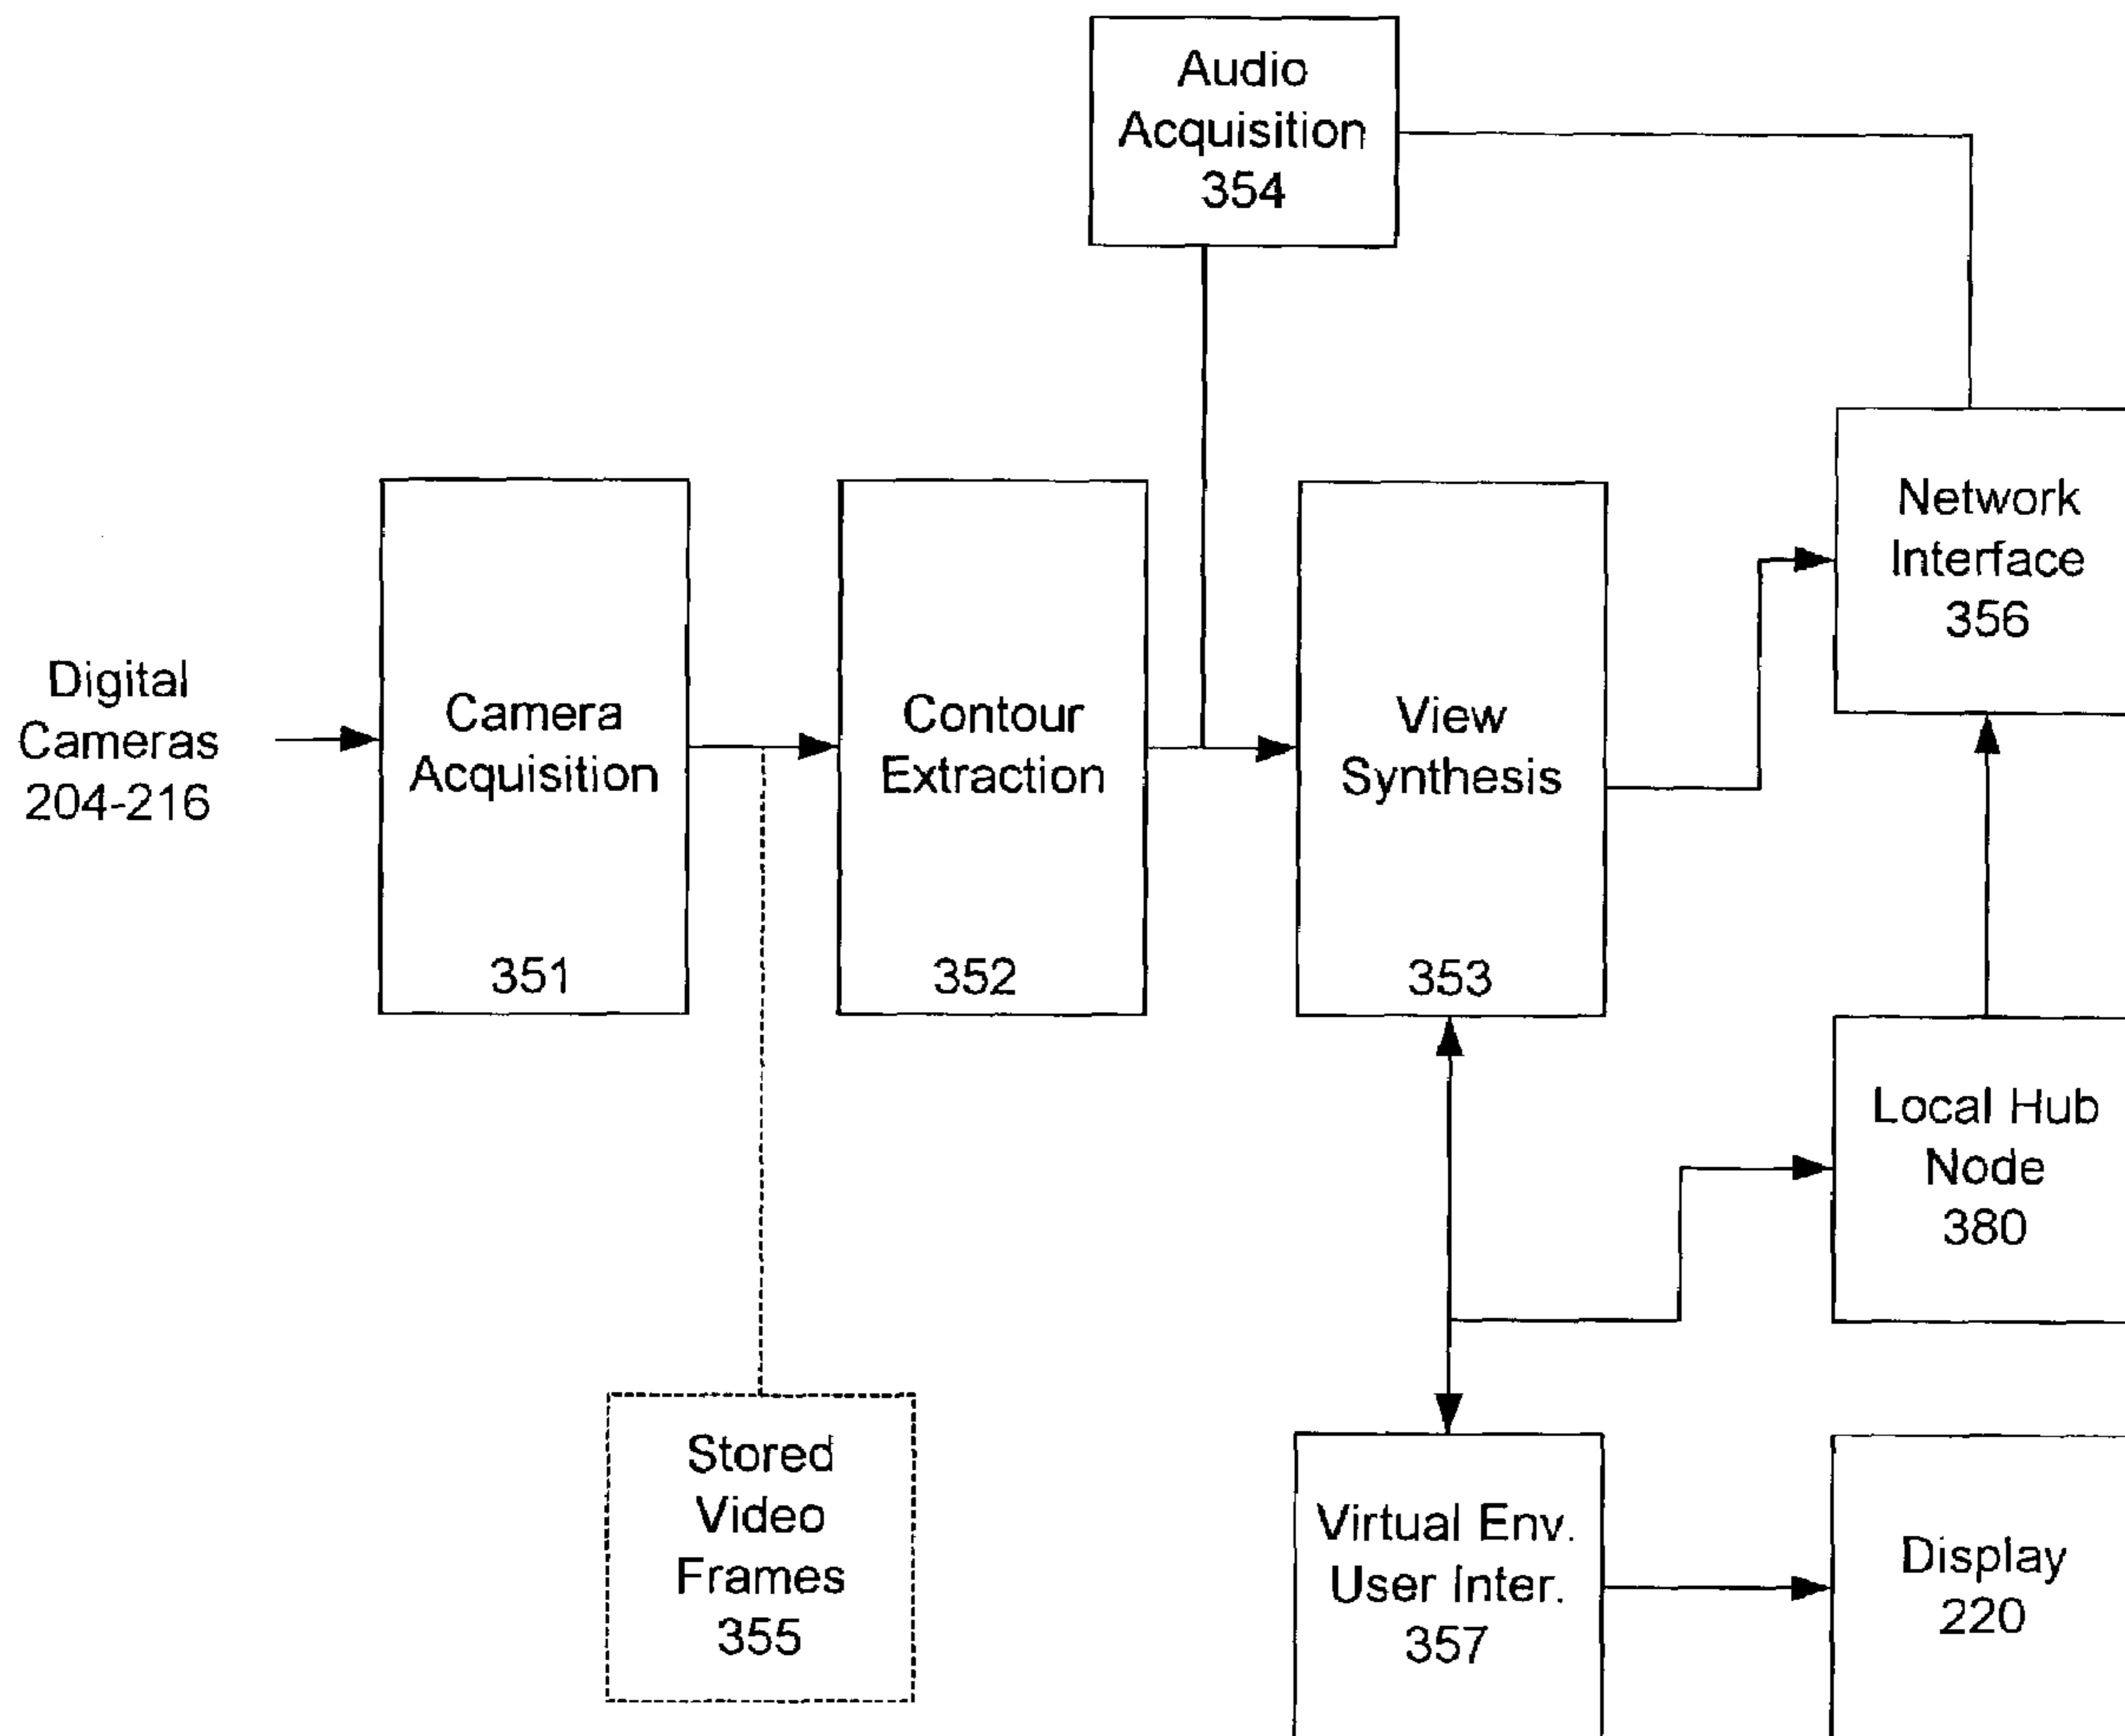 Audio
Acquisition
354
Network
Interface
356
Digital
Cameras
204-216
Camera
Acquisition
351
Contour
Extraction
352
View
Synthesis
353
Local Hub
Node
380
Stored
Video
Frames
355
Virtual Env.
User Inter.
357
Display
220